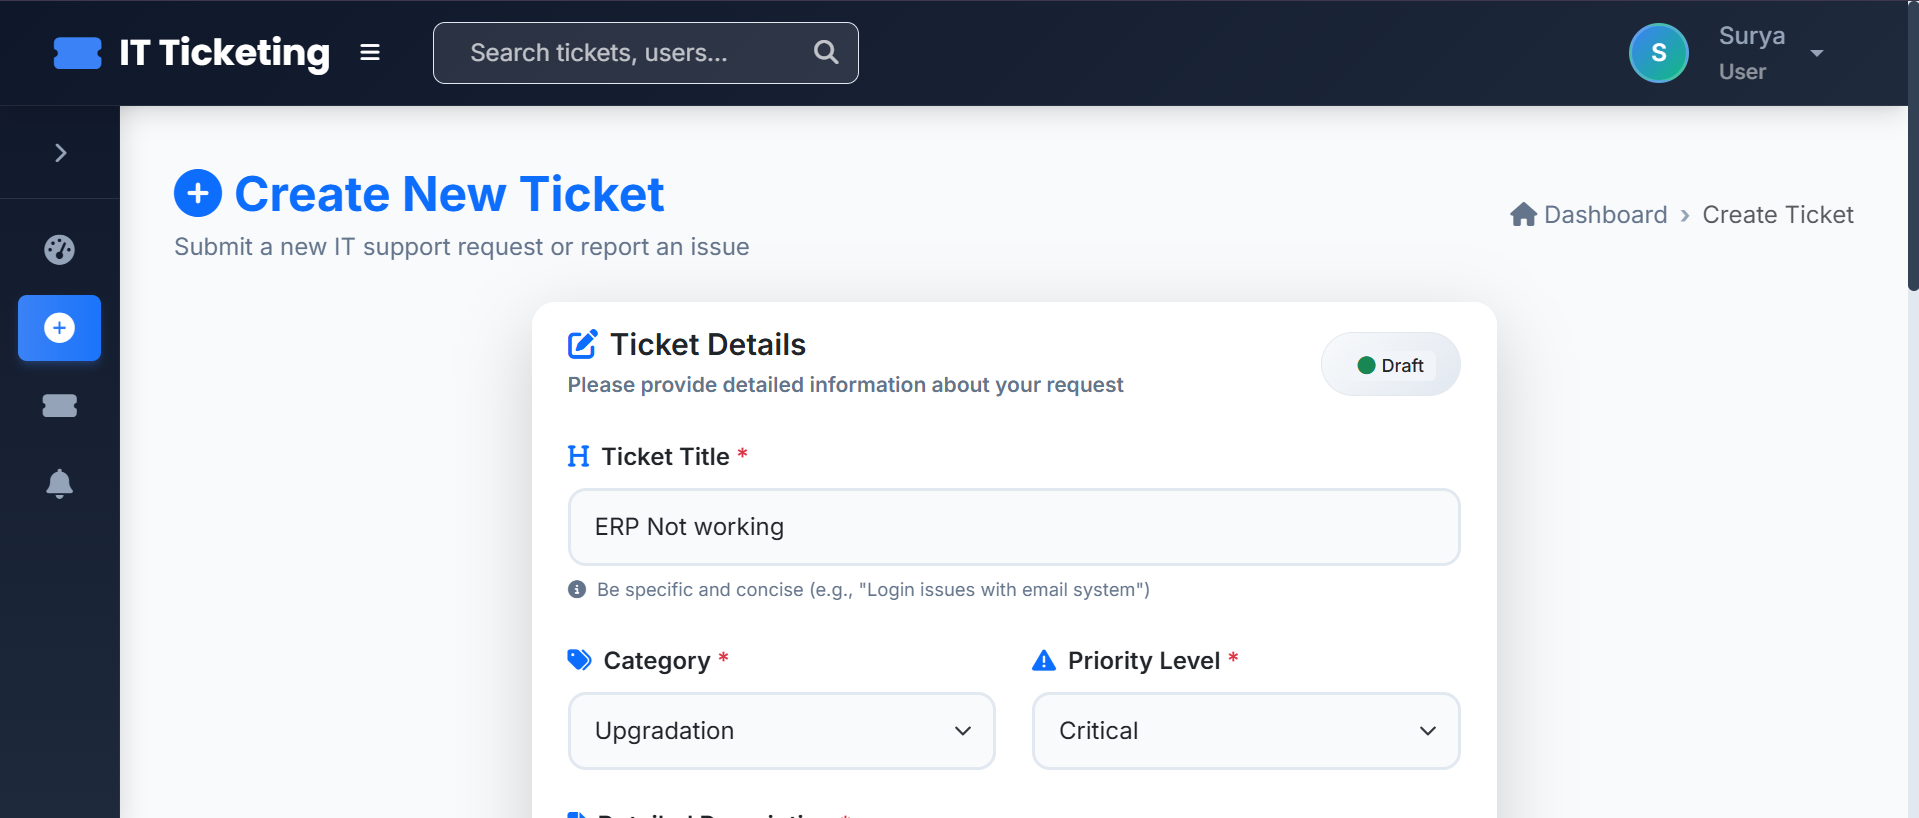 IT Ticketing
Search tickets, users...
S
Surya
User
Create New Ticket
Submit a new IT support request or report an issue
Dashboard › Create Ticket
Ticket Details
Please provide detailed information about your request
Draft
Ticket Title *
ERP Not working
Be specific and concise (e.g., "Login issues with email system")
Category *
Priority Level *
Upgradation
Critical